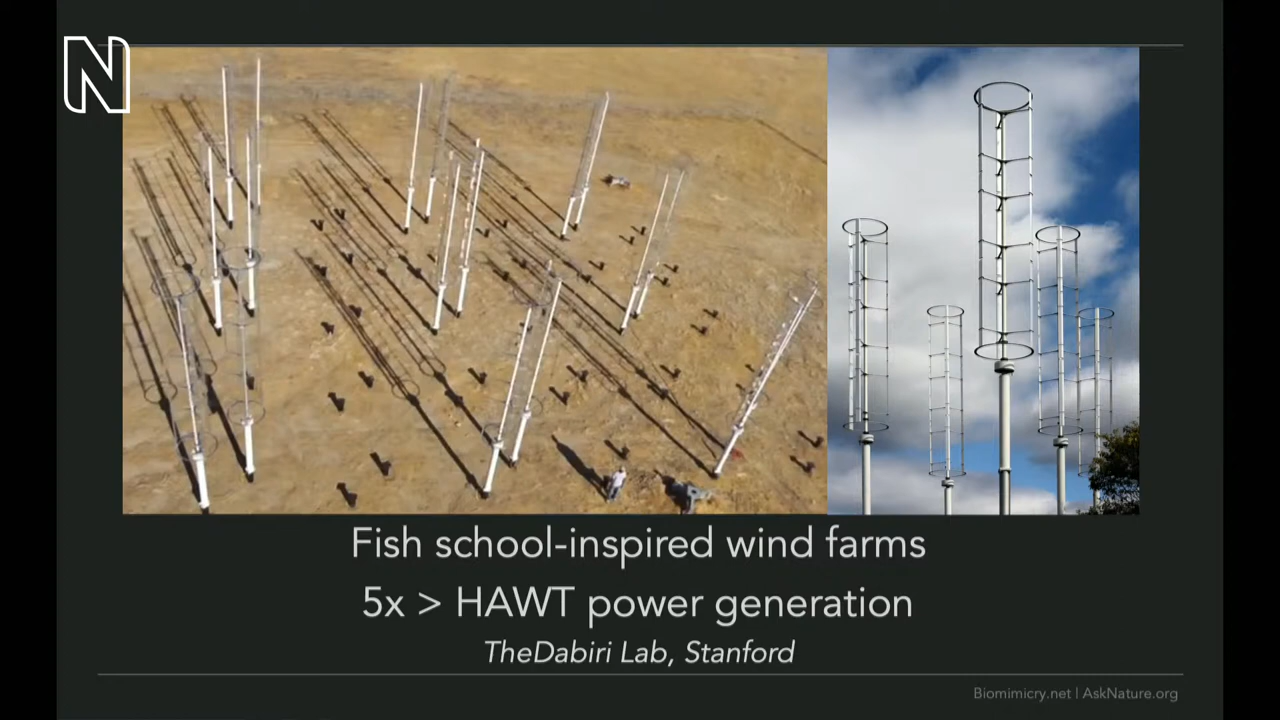 N
Fish school-inspired wind farms
5x > HAWT power generation
TheDabiri Lab, Stanford
Biomimicry.net | AskNature.org